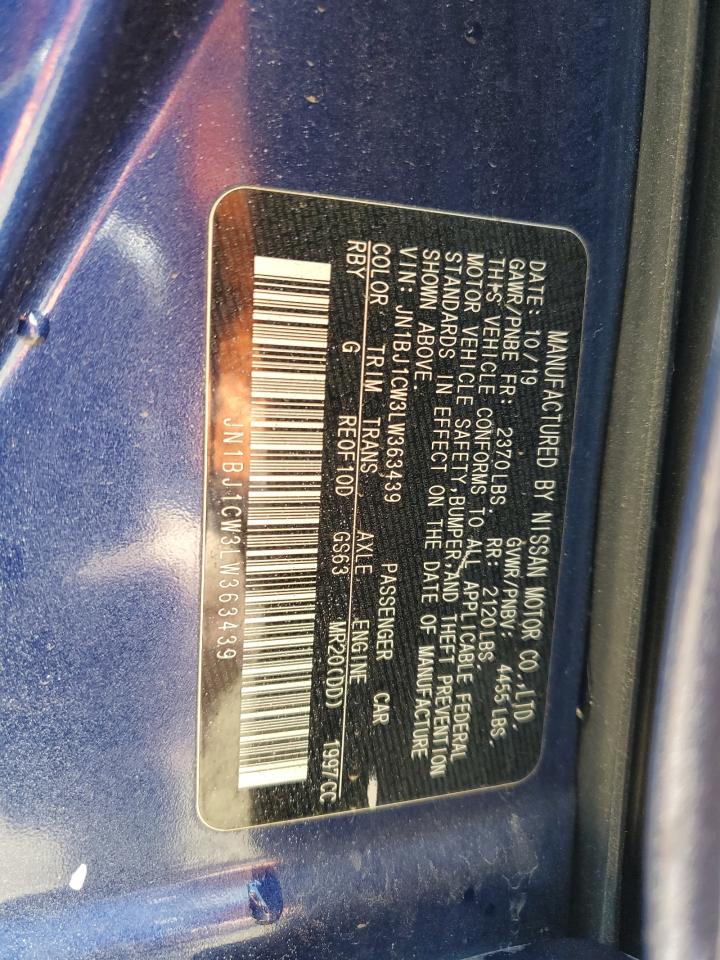 MANUFACTURED BY NISSAN MOTOR CO.,LTD.
DATE: 10/19 GVWR/PNBV: 4455 LBS,
GAWR/PNBE FR: 2370 LBS RR: 2120 LBS
THIS VEHICLE CONFORMS TO ALL APPLICABLE FEDERAL
MOTOR VEHICLE SAFETY,BUMPER,AND THEFT PREVENTION
STANDARDS IN EFFECT ON THE DATE OF MANUFACTURE
SHOWN ABOVE.
VIN: JN1BJ1CW3LW363439 PASSENGER CAR
COLOR TRIM TRANS AXLE ENGINE
RBY G RE0F10D GS63 MR20(DD) 1997CC
JN1BJ1CW3LW363439